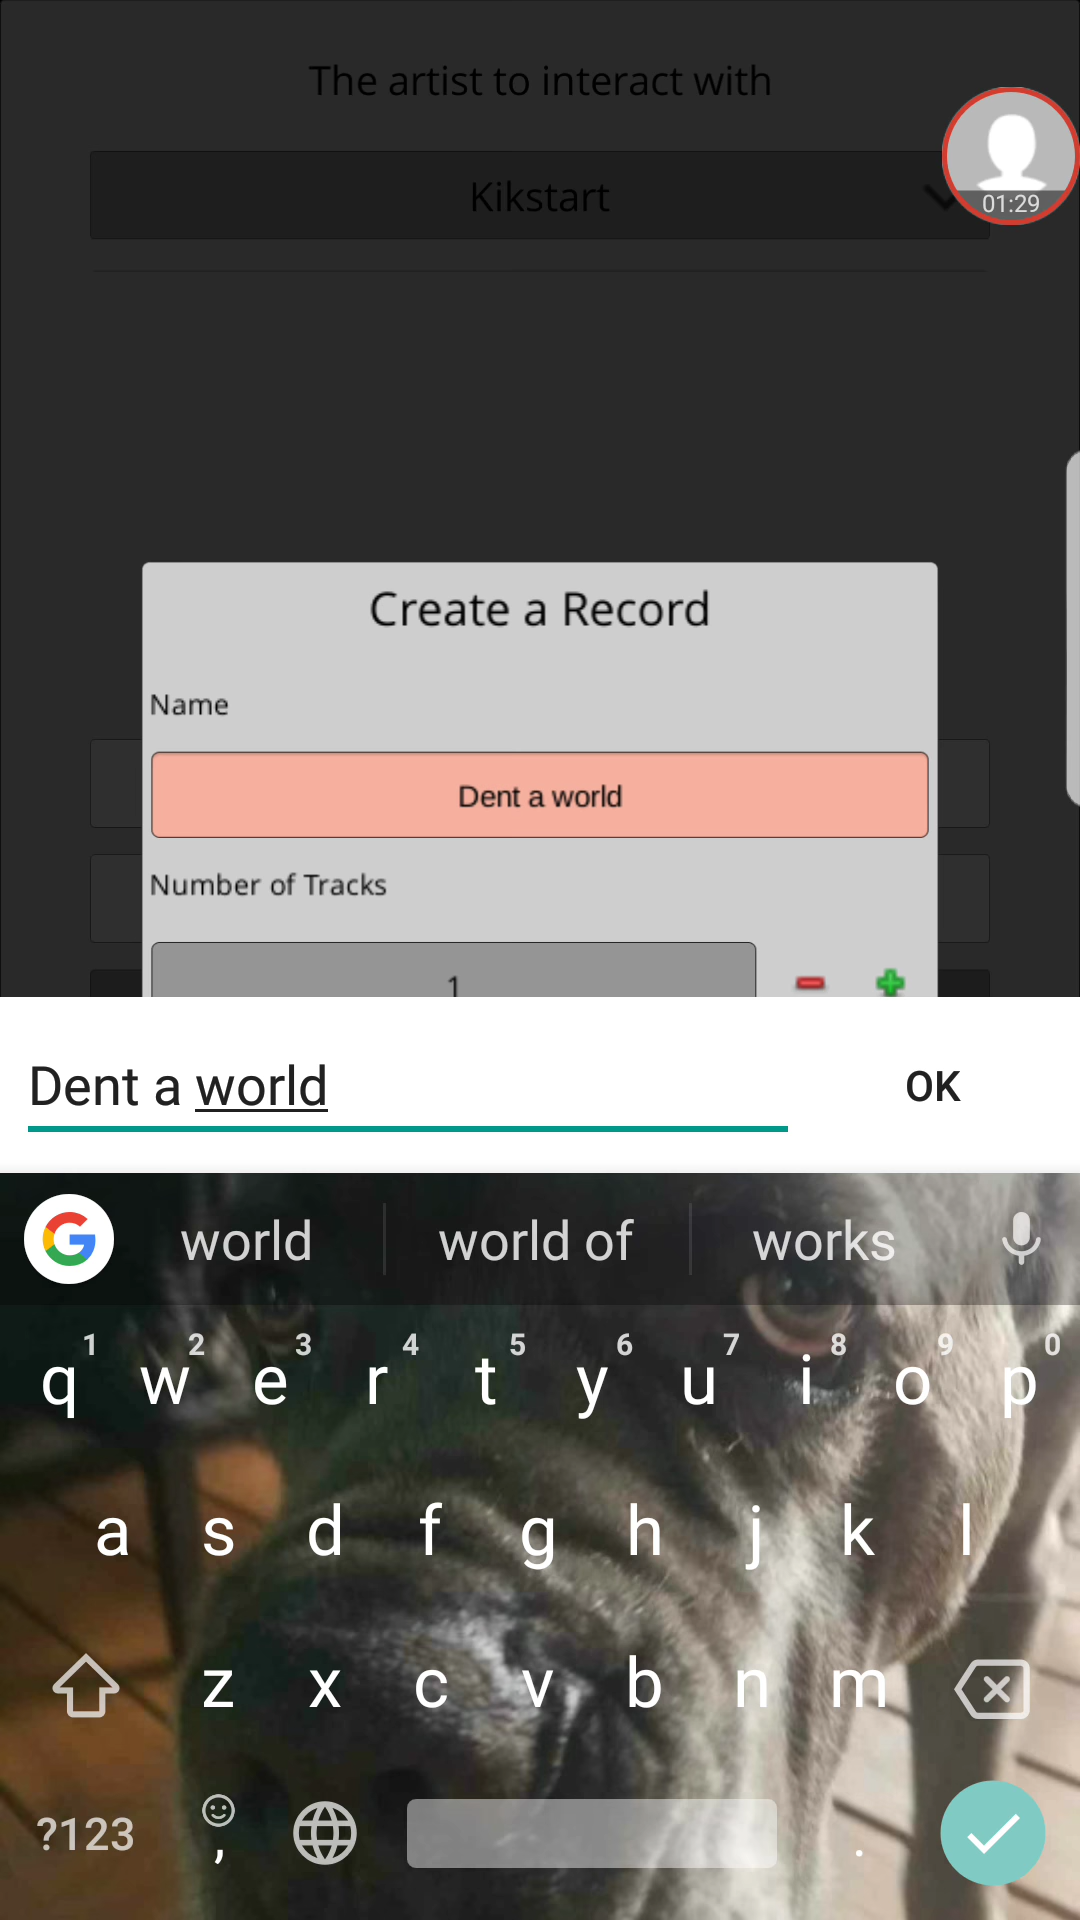 The artist to interact with
Kikstart
01:29
Create a Record
Name
Dent a world
Number of Tracks
1
Dent a world
OK
world
world of
works
1 2 3 4 5 6 7 8 9 0
q w e r t y u i o p
a s d f g h j k l
z x c v b n m
?123 , .